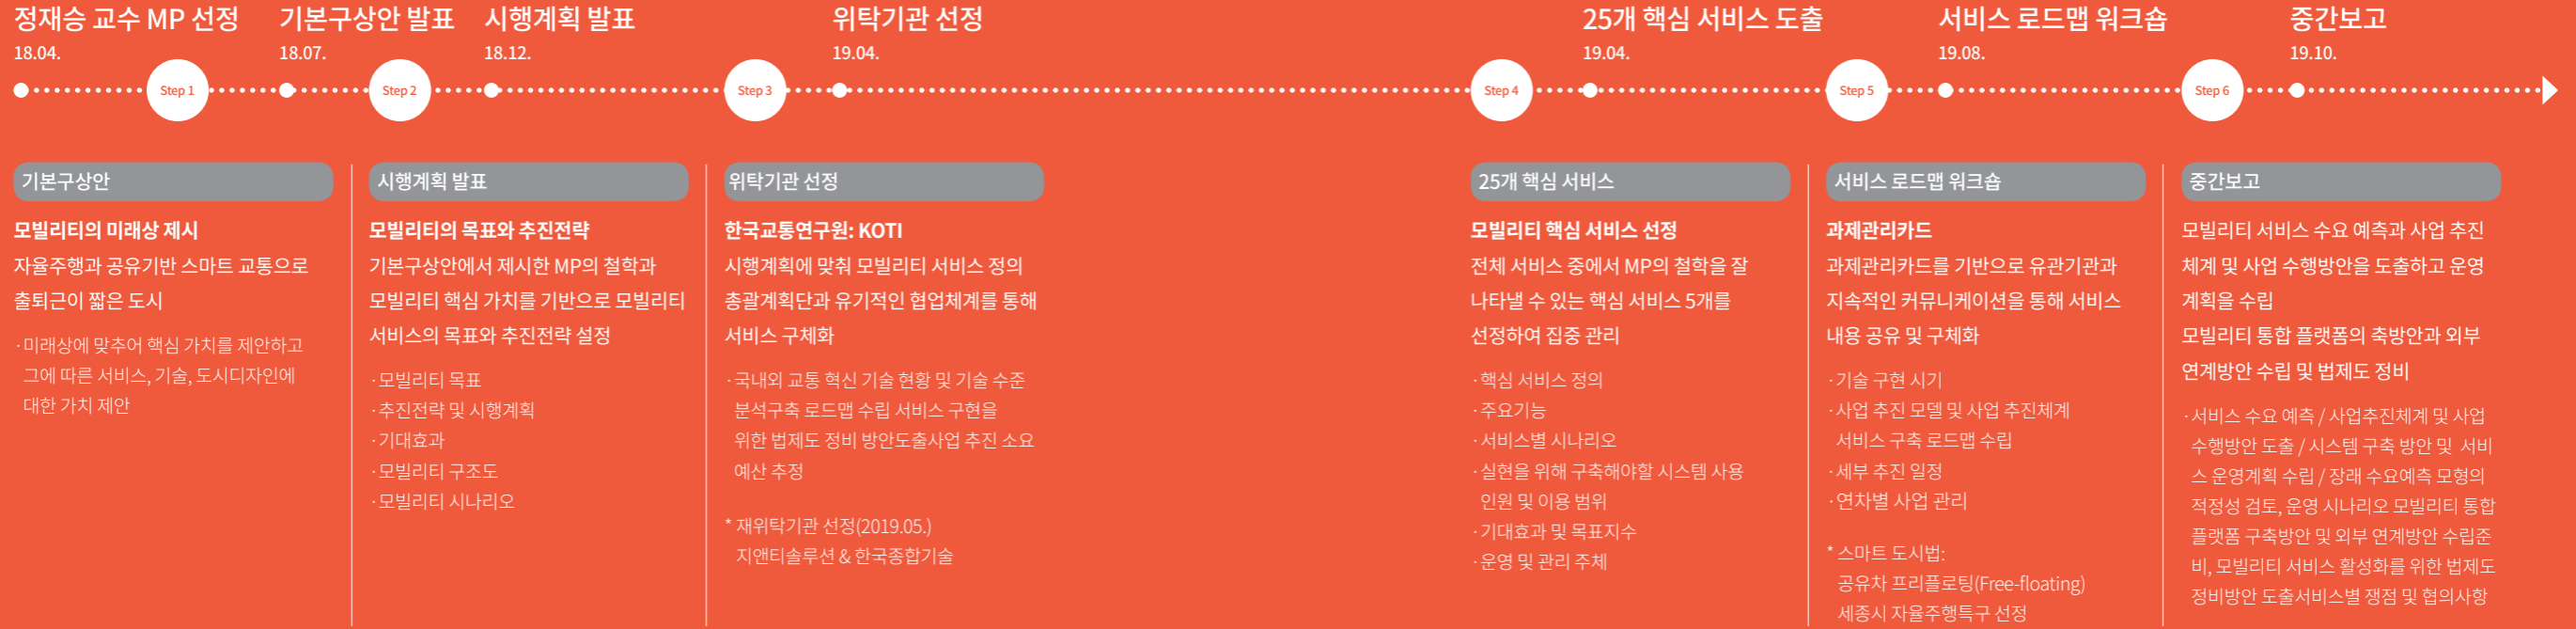 정재승 교수 MP 선정
18.04.
기본구상안 발표
18.07.
시행계획 발표
18.12.
위탁기관 선정
19.04.
25개 핵심 서비스 도출
19.04.
서비스 로드맵 워크숍
19.08.
중간보고
19.10.
Step 1
Step 2
Step 3
Step 4
Step 5
Step 6
기본구상안
모빌리티의 미래상 제시
자율주행과 공유기반 스마트 교통으로
출퇴근이 짧은 도시
·미래상에 맞추어 핵심 가치를 제안하고
그에 따른 서비스, 기술, 도시디자인에
대한 가치 제안
시행계획 발표
모빌리티의 목표와 추진전략
기본구상안에서 제시한 MP의 철학과
모빌리티 핵심 가치를 기반으로 모빌리티
서비스의 목표와 추진전략 설정
·모빌리티 목표
·추진전략 및 시행계획
·기대효과
·모빌리티 구조도
·모빌리티 시나리오
위탁기관 선정
한국교통연구원: KOTI
시행계획에 맞춰 모빌리티 서비스 정의
총괄계획단과 유기적인 협업체계를 통해
서비스 구체화
·국내외 교통 혁신 기술 현황 및 기술 수준
분석구축 로드맵 수립 서비스 구현을
위한 법제도 정비 방안도출사업 추진 소요
예산 추정
* 재위탁기관 선정(2019.05.)
지앤티솔루션 & 한국종합기술
25개 핵심 서비스
모빌리티 핵심 서비스 선정
전체 서비스 중에서 MP의 철학을 잘
나타낼 수 있는 핵심 서비스 5개를
선정하여 집중 관리
·핵심 서비스 정의
·주요기능
·서비스별 시나리오
·실현을 위해 구축해야할 시스템 사용
인원 및 이용 범위
·기대효과 및 목표지수
·운영 및 관리 주체
서비스 로드맵 워크숍
과제관리카드
과제관리카드를 기반으로 유관기관과
지속적인 커뮤니케이션을 통해 서비스
내용 공유 및 구체화
·기술 구현 시기
·사업 추진 모델 및 사업 추진체계
서비스 구축 로드맵 수립
·세부 추진 일정
·연차별 사업 관리
* 스마트 도시법:
공유차 프리플로팅(Free-floating)
세종시 자율주행특구 선정
중간보고
모빌리티 서비스 수요 예측과 사업 추진
체계 및 사업 수행방안을 도출하고 운영
계획을 수립
모빌리티 통합 플랫폼의 축방안과 외부
연계방안 수립 및 법제도 정비
·서비스 수요 예측 / 사업추진체계 및 사업
수행방안 도출 / 시스템 구축 방안 및 서비
스 운영계획 수립 / 장래 수요예측 모형의
적정성 검토, 운영 시나리오 모빌리티 통합
플랫폼 구축방안 및 외부 연계방안 수립준
비, 모빌리티 서비스 활성화를 위한 법제도
정비방안 도출서비스별 쟁점 및 협의사항